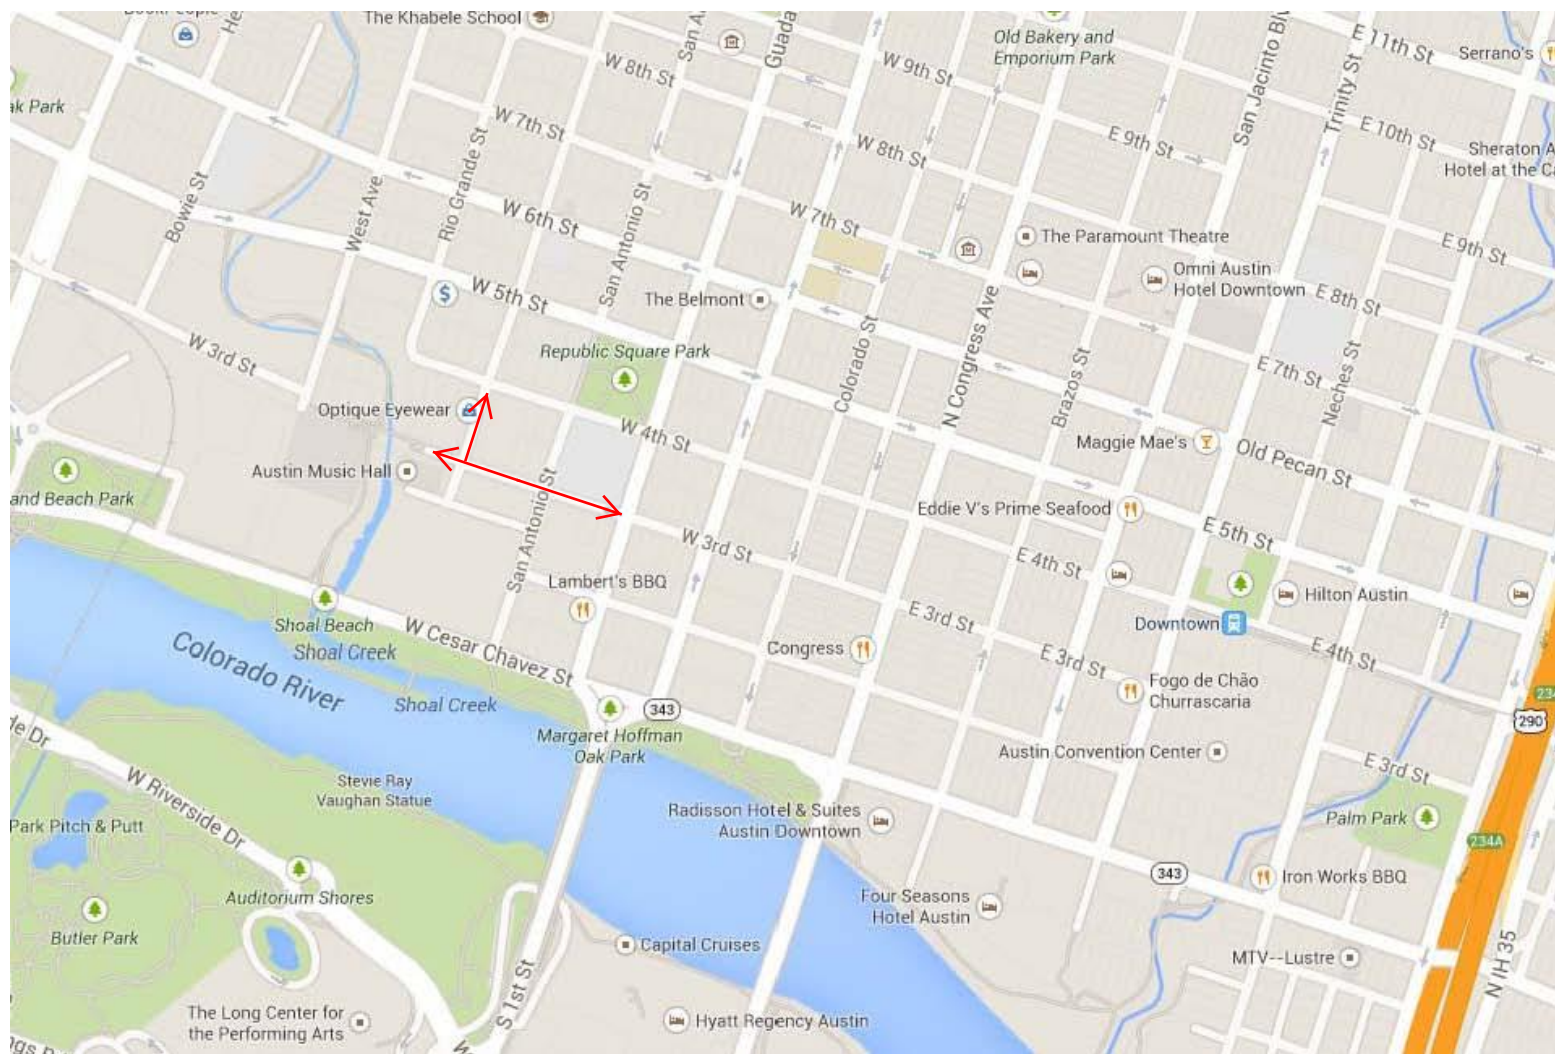 The Khabele School
Old Bakery and
Emporium Park
E 11th St
Serrano's
W 8th St
W 9th St
San Jacinto Blv
Trinity St
ak Park
W 7th St
W 8th St
E 9th St
E 10th St
Sheraton A
Hotel at the Ca
Rio Grande St
Bowie St
West Ave
San Antonio St
W 6th St
W 7th St
The Paramount Theatre
E 9th St
Omni Austin
Hotel Downtown
E 8th St
W 5th St
The Belmont
N Congress Ave
Colorado St
Brazos St
Neches St
W 3rd St
Republic Square Park
E 7th St
Optique Eyewear
W 4th St
Maggie Mae's
Old Pecan St
Austin Music Hall
and Beach Park
San Antonio St
Eddie V's Prime Seafood
E 5th St
W 3rd St
E 4th St
Lambert's BBQ
Hilton Austin
Shoal Beach
W Cesar Chavez St
E 3rd St
Downtown
Colorado River
Shoal Creek
Congress
E 3rd St
E 4th St
Shoal Creek
343
Fogo de Chão
Churrascaria
234
290
Margaret Hoffman
Oak Park
Austin Convention Center
E 3rd St
de Dr
W Riverside Dr
Stevie Ray
Vaughan Statue
Radisson Hotel & Suites
Austin Downtown
Palm Park
Park Pitch & Putt
234A
343
Iron Works BBQ
Auditorium Shores
Four Seasons
Hotel Austin
Butler Park
Capital Cruises
MTV--Lustre
N IH 35
S 1st St
The Long Center for
the Performing Arts
Hyatt Regency Austin